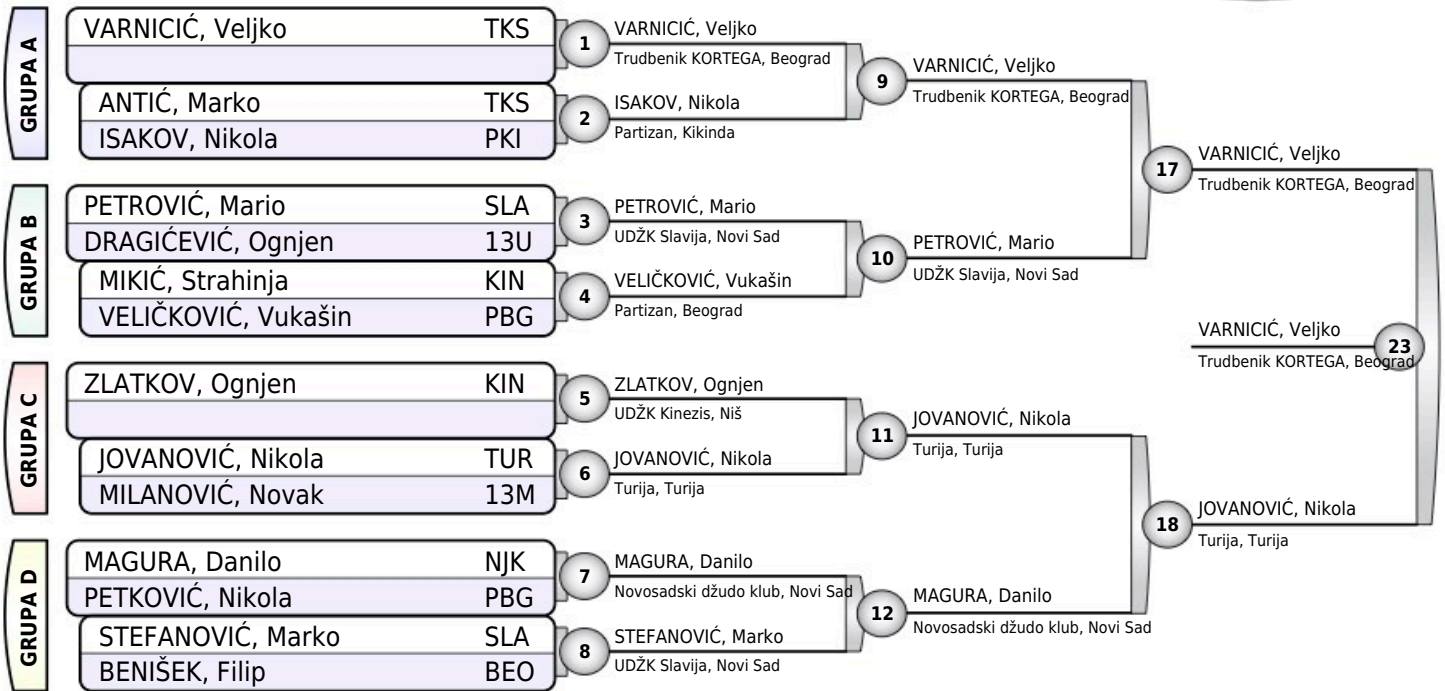 GRUPA A
VARNICIĆ, Veljko TKS
ANTIĆ, Marko TKS
ISAKOV, Nikola PKI
GRUPA B
PETROVIĆ, Mario SLA
DRAGIĆEVIĆ, Ognjen 13U
MIKIĆ, Strahinja KIN
VELIČKOVIĆ, Vukašin PBG
GRUPA C
ZLATKOV, Ognjen KIN
JOVANOVIĆ, Nikola TUR
MILANOVIĆ, Novak 13M
GRUPA D
MAGURA, Danilo NJK
PETKOVIĆ, Nikola PBG
STEFANOVIĆ, Marko SLA
BENIŠEK, Filip BEO
1
VARNICIĆ, Veljko
Trudbenik KORTEGA, Beograd
2
ISAKOV, Nikola
Partizan, Kikinda
3
PETROVIĆ, Mario
UDŽK Slavija, Novi Sad
4
VELIČKOVIĆ, Vukašin
Partizan, Beograd
5
ZLATKOV, Ognjen
UDŽK Kinezis, Niš
6
JOVANOVIĆ, Nikola
Turija, Turija
7
MAGURA, Danilo
Novosadski džudo klub, Novi Sad
8
STEFANOVIĆ, Marko
UDŽK Slavija, Novi Sad
9
VARNICIĆ, Veljko
Trudbenik KORTEGA, Beograd
10
PETROVIĆ, Mario
UDŽK Slavija, Novi Sad
11
JOVANOVIĆ, Nikola
Turija, Turija
12
MAGURA, Danilo
Novosadski džudo klub, Novi Sad
17
VARNICIĆ, Veljko
Trudbenik KORTEGA, Beograd
18
JOVANOVIĆ, Nikola
Turija, Turija
VARNICIĆ, Veljko
Trudbenik KORTEGA, Beograd
23